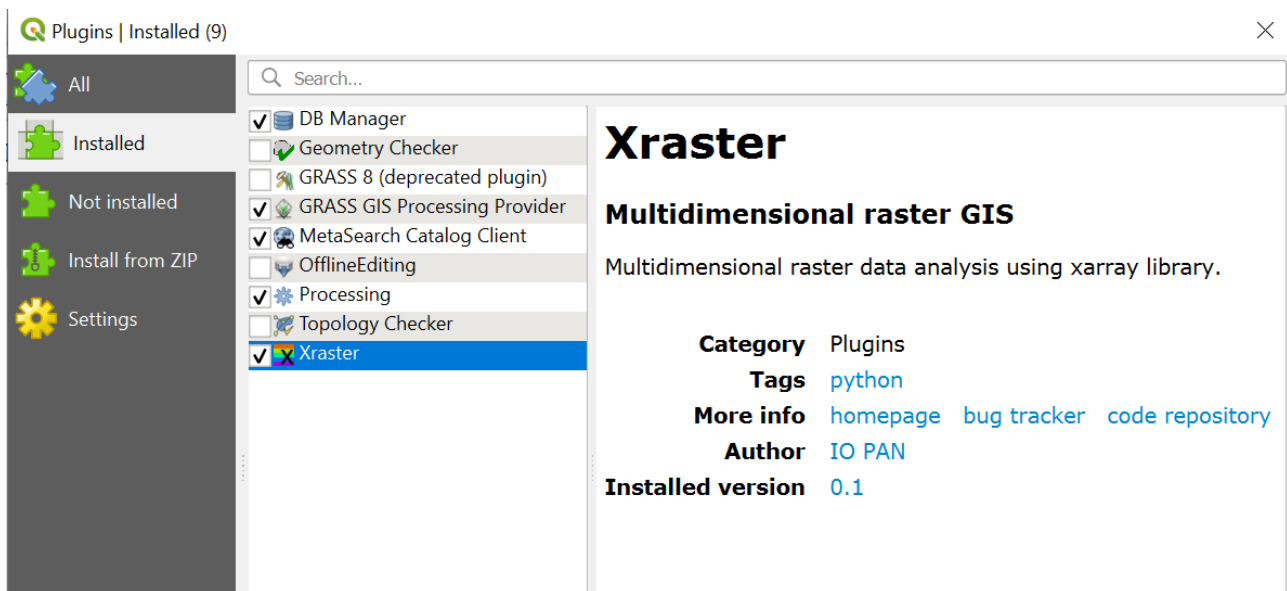 Plugins | Installed (9)
All
Installed
Not installed
Install from ZIP
Settings
Search...
DB Manager
Geometry Checker
GRASS 8 (deprecated plugin)
GRASS GIS Processing Provider
MetaSearch Catalog Client
OfflineEditing
Processing
Topology Checker
Xraster
Xraster
Multidimensional raster GIS
Multidimensional raster data analysis using xarray library.
Category Plugins
Tags python
More info homepage bug tracker code repository
Author IO PAN
Installed version 0.1